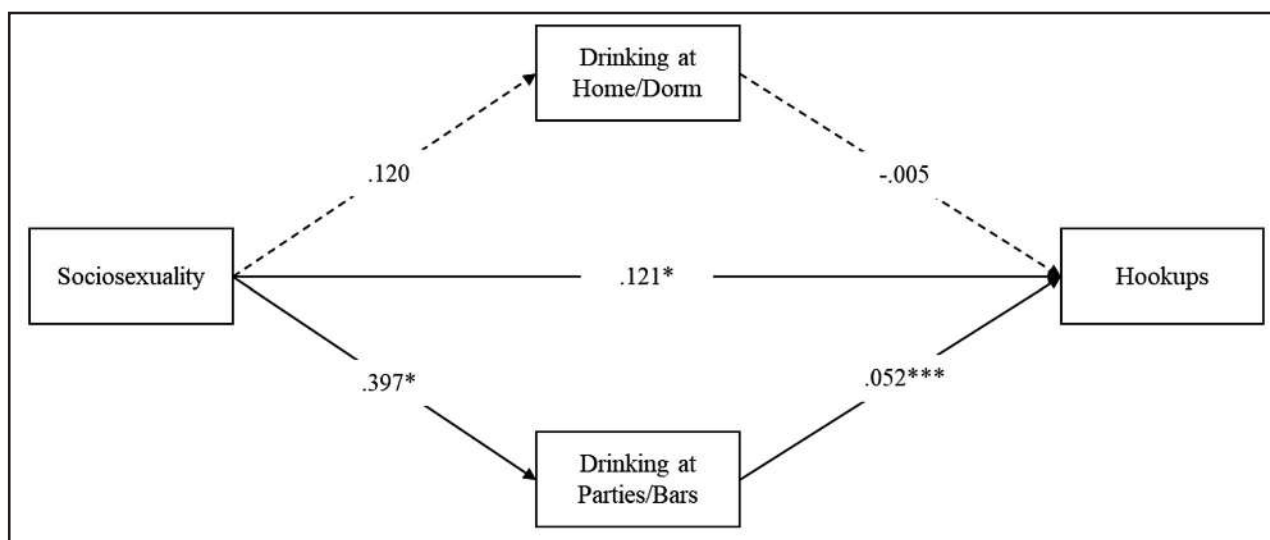 Drinking at
Home/Dorm
.120
-.005
Sociosexuality
.121*
Hookups
.397*
.052***
Drinking at
Parties/Bars